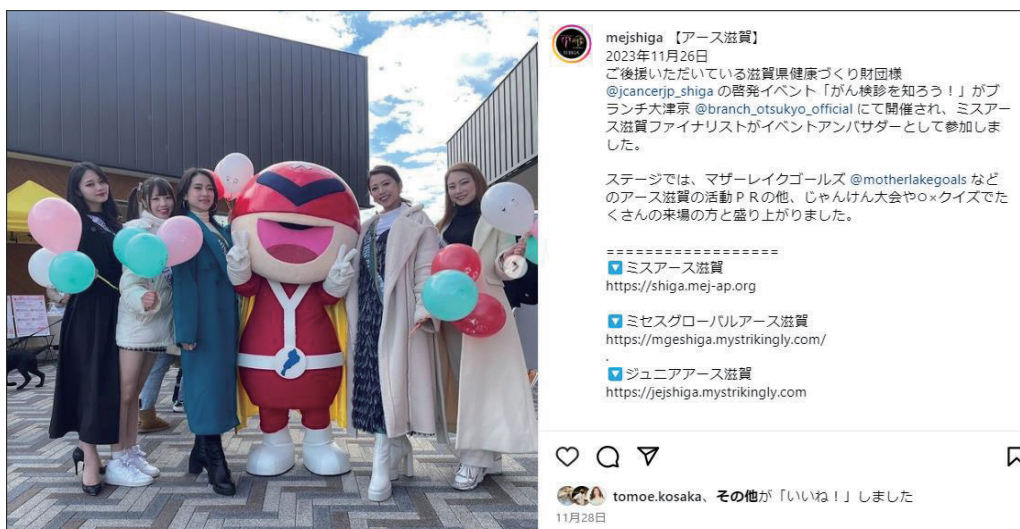 mejshiga 【アース滋賀】
2023年11月26日
ご後援いただいている滋賀県健康づくり財団様
@jcancerjp_shiga の啓発イベント「がん検診を知ろう！」がブ
ランチ大津京 @branch_otsukyo_official にて開催され、ミスアー
ス滋賀ファイナリストがイベントアンバサダーとして参加しま
した。
ステージでは、マザーレイクゴールズ @motherlakegoals など
のアース滋賀の活動ＰＲの他、じゃんけん大会や○×クイズでた
くさんの来場の方と盛り上がりました。
==================
🔽ミスアース滋賀
https://shiga.mej-ap.org
🔽ミセスグローバルアース滋賀
https://mgeshiga.mystrikingly.com/
.
🔽ジュニアアース滋賀
https://jejshiga.mystrikingly.com
tomoe.kosaka、その他が「いいね！」しました
11月28日